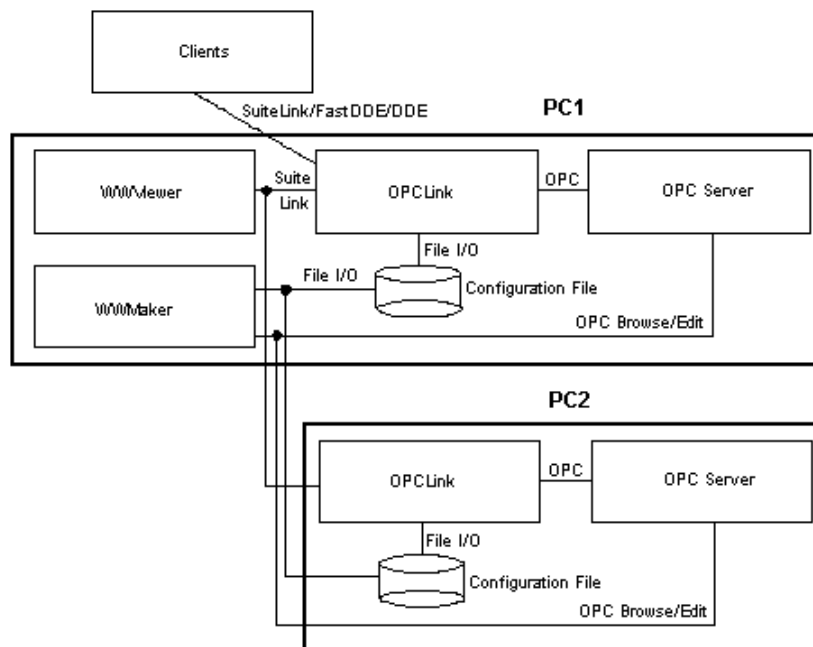 Clients
SuiteLink/FastDDE/DDE
PC1
WWViewer
Suite
Link
OPCLink
OPC
OPC Server
File I/O
WWMaker
File I/O
Configuration File
OPC Browse/Edit
PC2
OPCLink
OPC
OPC Server
File I/O
Configuration File
OPC Browse/Edit